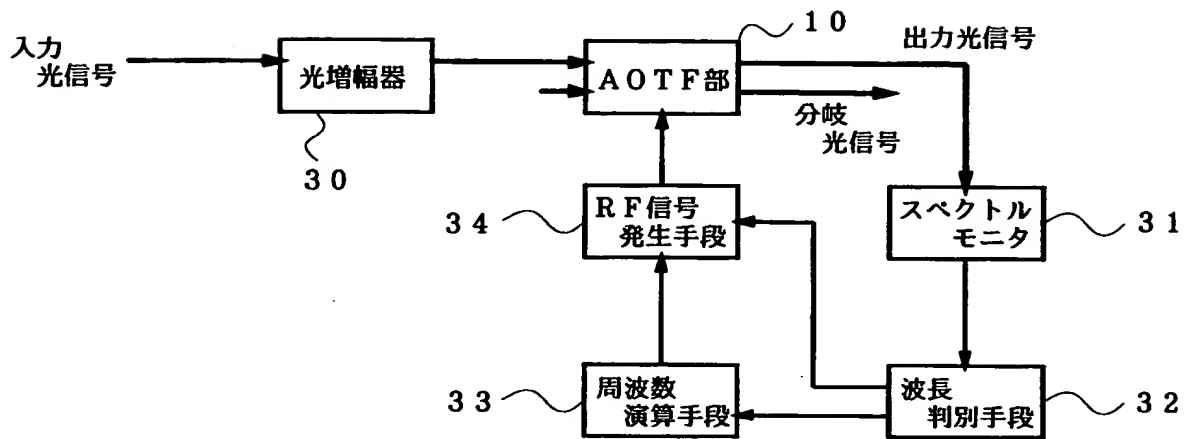 入力
光信号
光増幅器
30
10
AOTF部
出力光信号
分岐
光信号
34
RF信号
発生手段
スペクトル
モニタ
31
33
周波数
演算手段
波長
判別手段
32